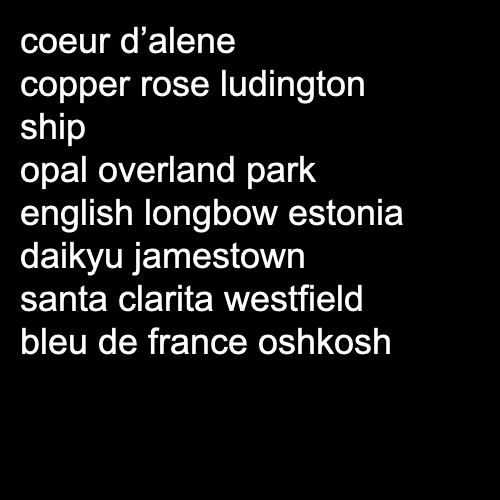 coeur d’alene
copper rose ludington
ship
opal overland park
english longbow estonia
daikyu jamestown
santa clarita westfield
bleu de france oshkosh